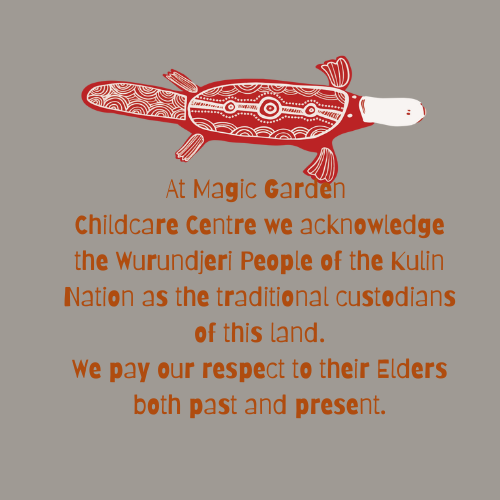 At Magic Garden
Childcare Centre we acknowledge
the Wurundjeri People of the Kulin
Nation as the traditional custodians
of this land.
We pay our respect to their Elders
both past and present.